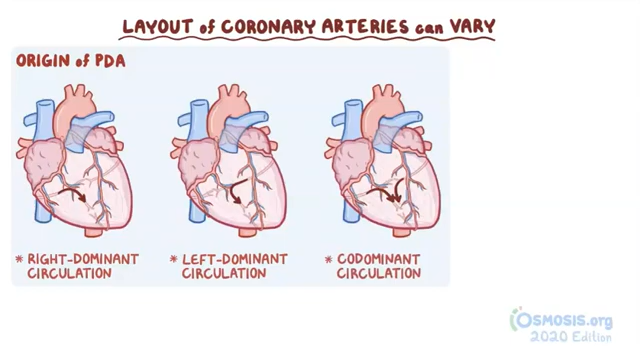 LAYOUT of CORONARY ARTERIES can VARY
ORIGIN of PDA
* RIGHT-DOMINANT
CIRCULATION
* LEFT-DOMINANT
CIRCULATION
* CODOMINANT
CIRCULATION
OSMOSIS.org
2020 Edition